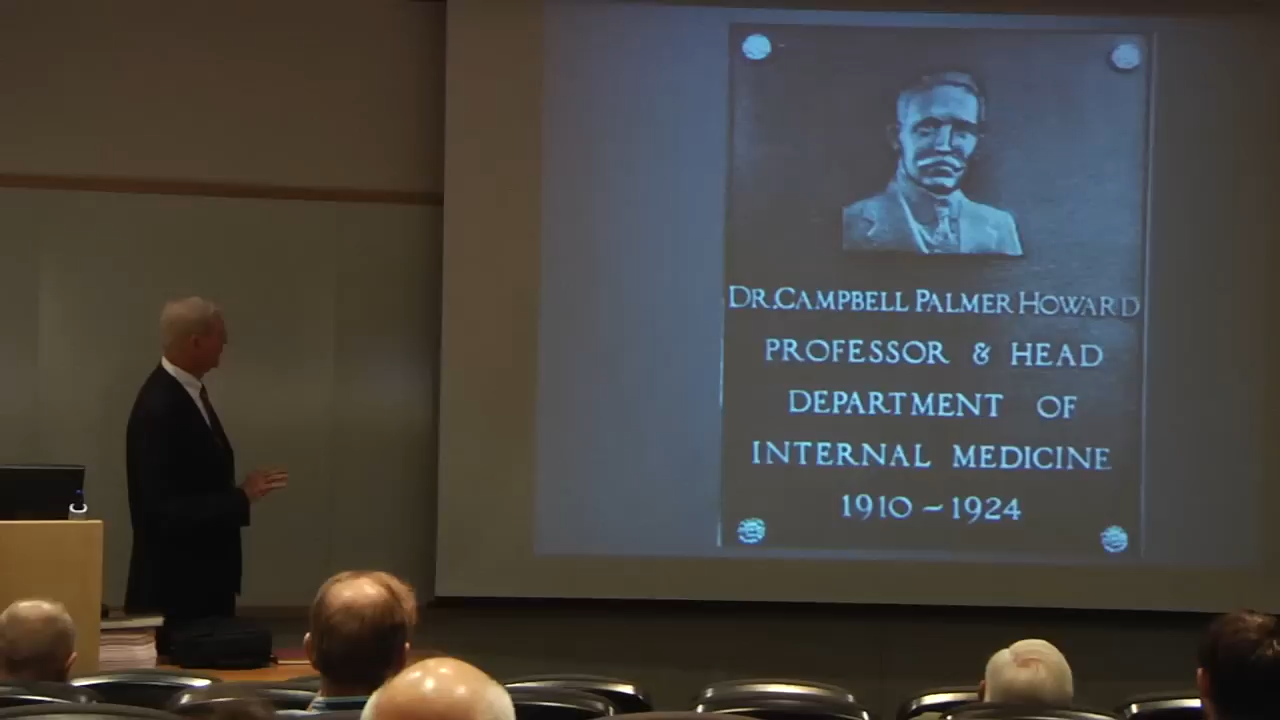 DR. CAMPBELL PALMER HOWARD
PROFESSOR & HEAD
DEPARTMENT OF
INTERNAL MEDICINE
1910 – 1924